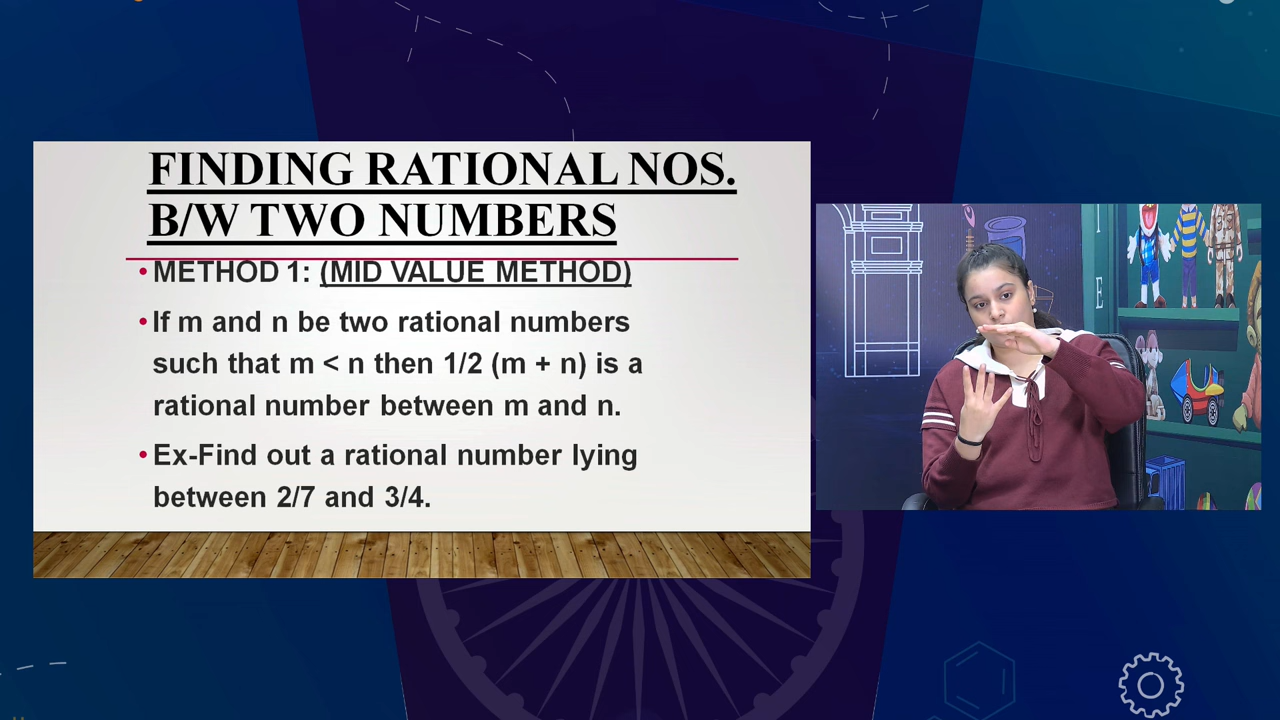 FINDING RATIONAL NOS.
B/W TWO NUMBERS
• METHOD 1: (MID VALUE METHOD)
• If m and n be two rational numbers
such that m < n then 1/2 (m + n) is a
rational number between m and n.
• Ex-Find out a rational number lying
between 2/7 and 3/4.